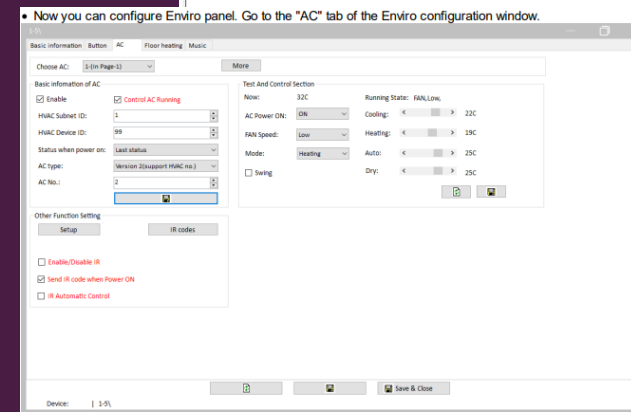 • Now you can configure Enviro panel. Go to the "AC" tab of the Enviro configuration window.
1-5\
Basic information Button AC Floor heating Music
Choose AC: 1-(In Page-1) More
Basic infomation of AC
Enable Control AC Running
HVAC Subnet ID: 1
HVAC Device ID: 99
Status when power on: Last status
AC type: Version 2(support HVAC no.)
AC No.: 2
Test And Control Section
Now: 32C Running State: FAN,Low,
AC Power ON: ON Cooling: 22C
FAN Speed: Low Heating: 19C
Mode: Heating Auto: 25C
Swing Dry: 25C
Other Function Setting
Setup IR codes
Enable/Disable IR
Send IR code when Power ON
IR Automatic Control
Save & Close
Device: | 1-5\